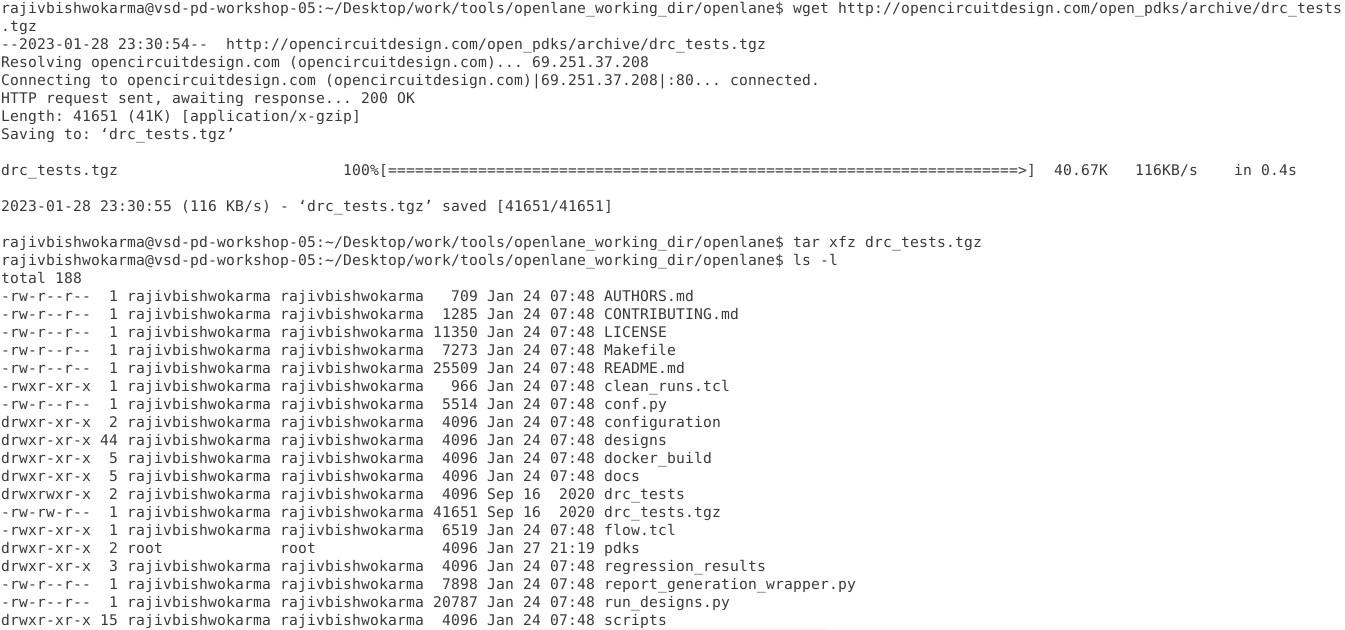 rajivbishwokarma@vsd-pd-workshop-05:~/Desktop/work/tools/openlane_working_dir/openlane$ wget http://opencircuitdesign.com/open_pdks/archive/drc_tests
.tgz
--2023-01-28 23:30:54--  http://opencircuitdesign.com/open_pdks/archive/drc_tests.tgz
Resolving opencircuitdesign.com (opencircuitdesign.com)... 69.251.37.208
Connecting to opencircuitdesign.com (opencircuitdesign.com)|69.251.37.208|:80... connected.
HTTP request sent, awaiting response... 200 OK
Length: 41651 (41K) [application/x-gzip]
Saving to: ‘drc_tests.tgz’
drc_tests.tgz                         100%[======================================================================>]  40.67K   116KB/s    in 0.4s
2023-01-28 23:30:55 (116 KB/s) - ‘drc_tests.tgz’ saved [41651/41651]
rajivbishwokarma@vsd-pd-workshop-05:~/Desktop/work/tools/openlane_working_dir/openlane$ tar xfz drc_tests.tgz
rajivbishwokarma@vsd-pd-workshop-05:~/Desktop/work/tools/openlane_working_dir/openlane$ ls -l
total 188
-rw-r--r--  1 rajivbishwokarma rajivbishwokarma   709 Jan 24 07:48 AUTHORS.md
-rw-r--r--  1 rajivbishwokarma rajivbishwokarma  1285 Jan 24 07:48 CONTRIBUTING.md
-rw-r--r--  1 rajivbishwokarma rajivbishwokarma 11350 Jan 24 07:48 LICENSE
-rw-r--r--  1 rajivbishwokarma rajivbishwokarma  7273 Jan 24 07:48 Makefile
-rw-r--r--  1 rajivbishwokarma rajivbishwokarma 25509 Jan 24 07:48 README.md
-rwxr-xr-x  1 rajivbishwokarma rajivbishwokarma   966 Jan 24 07:48 clean_runs.tcl
-rw-r--r--  1 rajivbishwokarma rajivbishwokarma  5514 Jan 24 07:48 conf.py
drwxr-xr-x  2 rajivbishwokarma rajivbishwokarma  4096 Jan 24 07:48 configuration
drwxr-xr-x 44 rajivbishwokarma rajivbishwokarma  4096 Jan 24 07:48 designs
drwxr-xr-x  5 rajivbishwokarma rajivbishwokarma  4096 Jan 24 07:48 docker_build
drwxr-xr-x  5 rajivbishwokarma rajivbishwokarma  4096 Jan 24 07:48 docs
drwxrwxr-x  2 rajivbishwokarma rajivbishwokarma  4096 Sep 16  2020 drc_tests
-rw-rw-r--  1 rajivbishwokarma rajivbishwokarma 41651 Sep 16  2020 drc_tests.tgz
-rwxr-xr-x  1 rajivbishwokarma rajivbishwokarma  6519 Jan 24 07:48 flow.tcl
drwxr-xr-x  2 root             root              4096 Jan 27 21:19 pdks
drwxr-xr-x  3 rajivbishwokarma rajivbishwokarma  4096 Jan 24 07:48 regression_results
-rw-r--r--  1 rajivbishwokarma rajivbishwokarma  7898 Jan 24 07:48 report_generation_wrapper.py
-rw-r--r--  1 rajivbishwokarma rajivbishwokarma 20787 Jan 24 07:48 run_designs.py
drwxr-xr-x 15 rajivbishwokarma rajivbishwokarma  4096 Jan 24 07:48 scripts